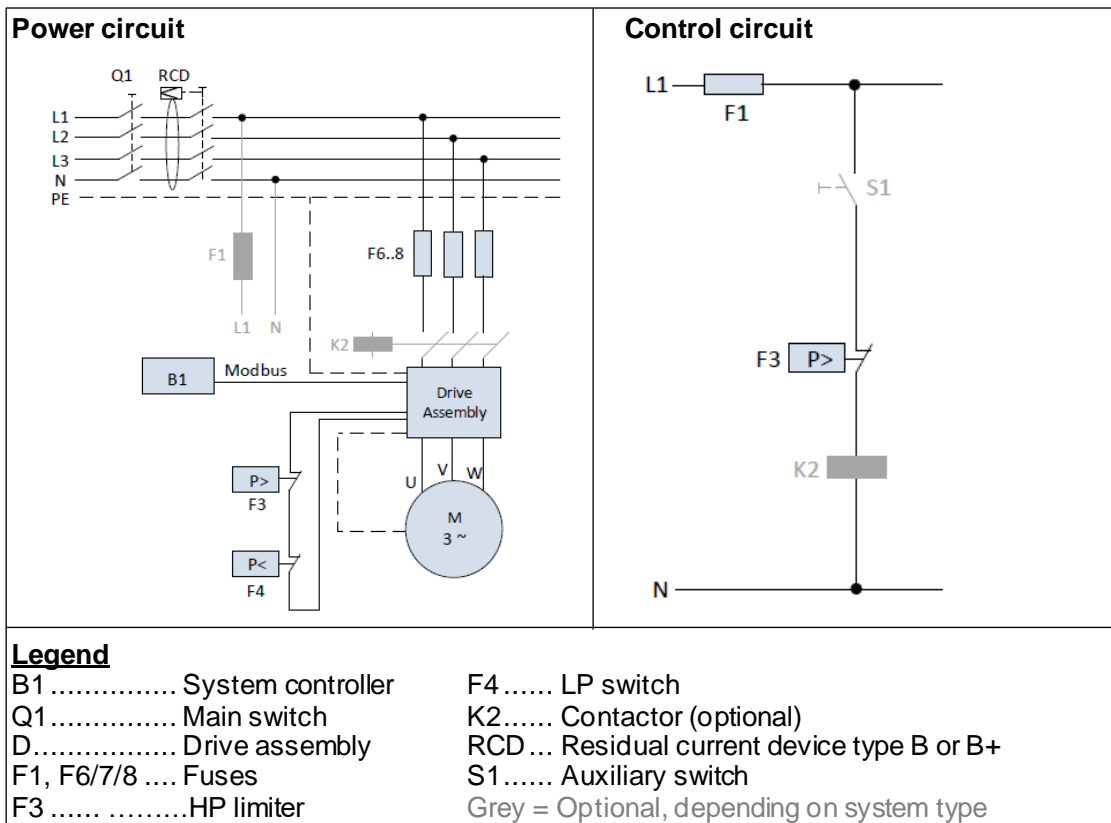 Power circuit
Q1 RCD
L1
L2
L3
N
PE
F1
F6..8
L1 N
K2
B1
Modbus
Drive
Assembly
U V W
P>
F3
M
3 ~
P<
F4
Control circuit
L1
F1
S1
F3 P>
K2
N
Legend
B1 ............... System controller
Q1 ............... Main switch
D ................. Drive assembly
F1, F6/7/8 .... Fuses
F3 ...... .........HP limiter
F4 ...... LP switch
K2 ...... Contactor (optional)
RCD ... Residual current device type B or B+
S1 ...... Auxiliary switch
Grey = Optional, depending on system type